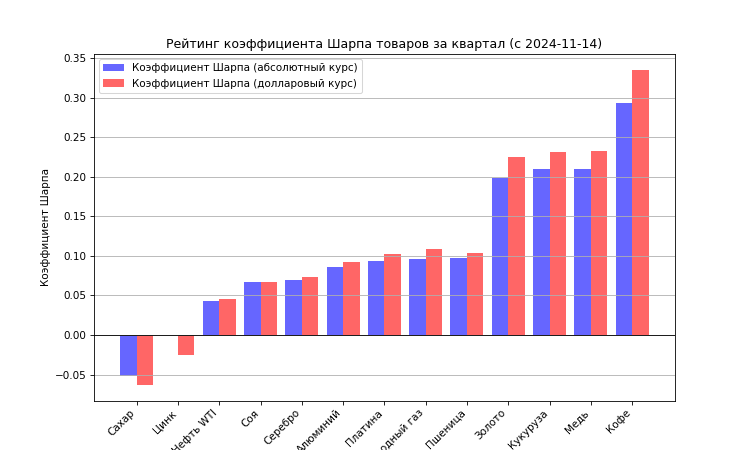 Рейтинг коэффициента Шарпа товаров за квартал (с 2024-11-14)
Коэффициент Шарпа (абсолютный курс)
Коэффициент Шарпа (долларовый курс)
Коэффициент Шарпа
0.35
0.30
0.25
0.20
0.15
0.10
0.05
0.00
−0.05
Сахар
Цинк
Нефть WTI
Соя
Серебро
Алюминий
Платина
одный газ
Пшеница
Золото
Кукуруза
Медь
Кофе